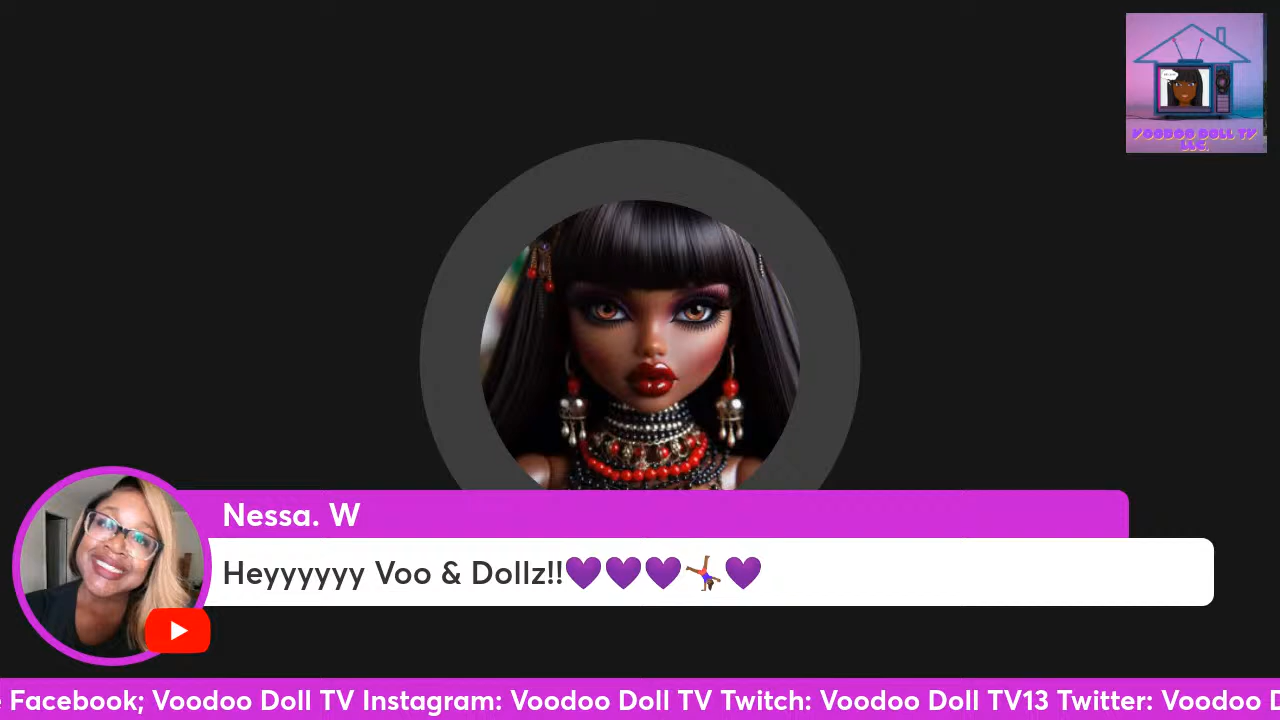 VOODOO DOLL TV
LLC.
Nessa. W
Heyyyyyy Voo & Dollz!!💜💜💜🤸🏾‍♀️💜
Facebook; Voodoo Doll TV Instagram: Voodoo Doll TV Twitch: Voodoo Doll TV13 Twitter: Voodoo D